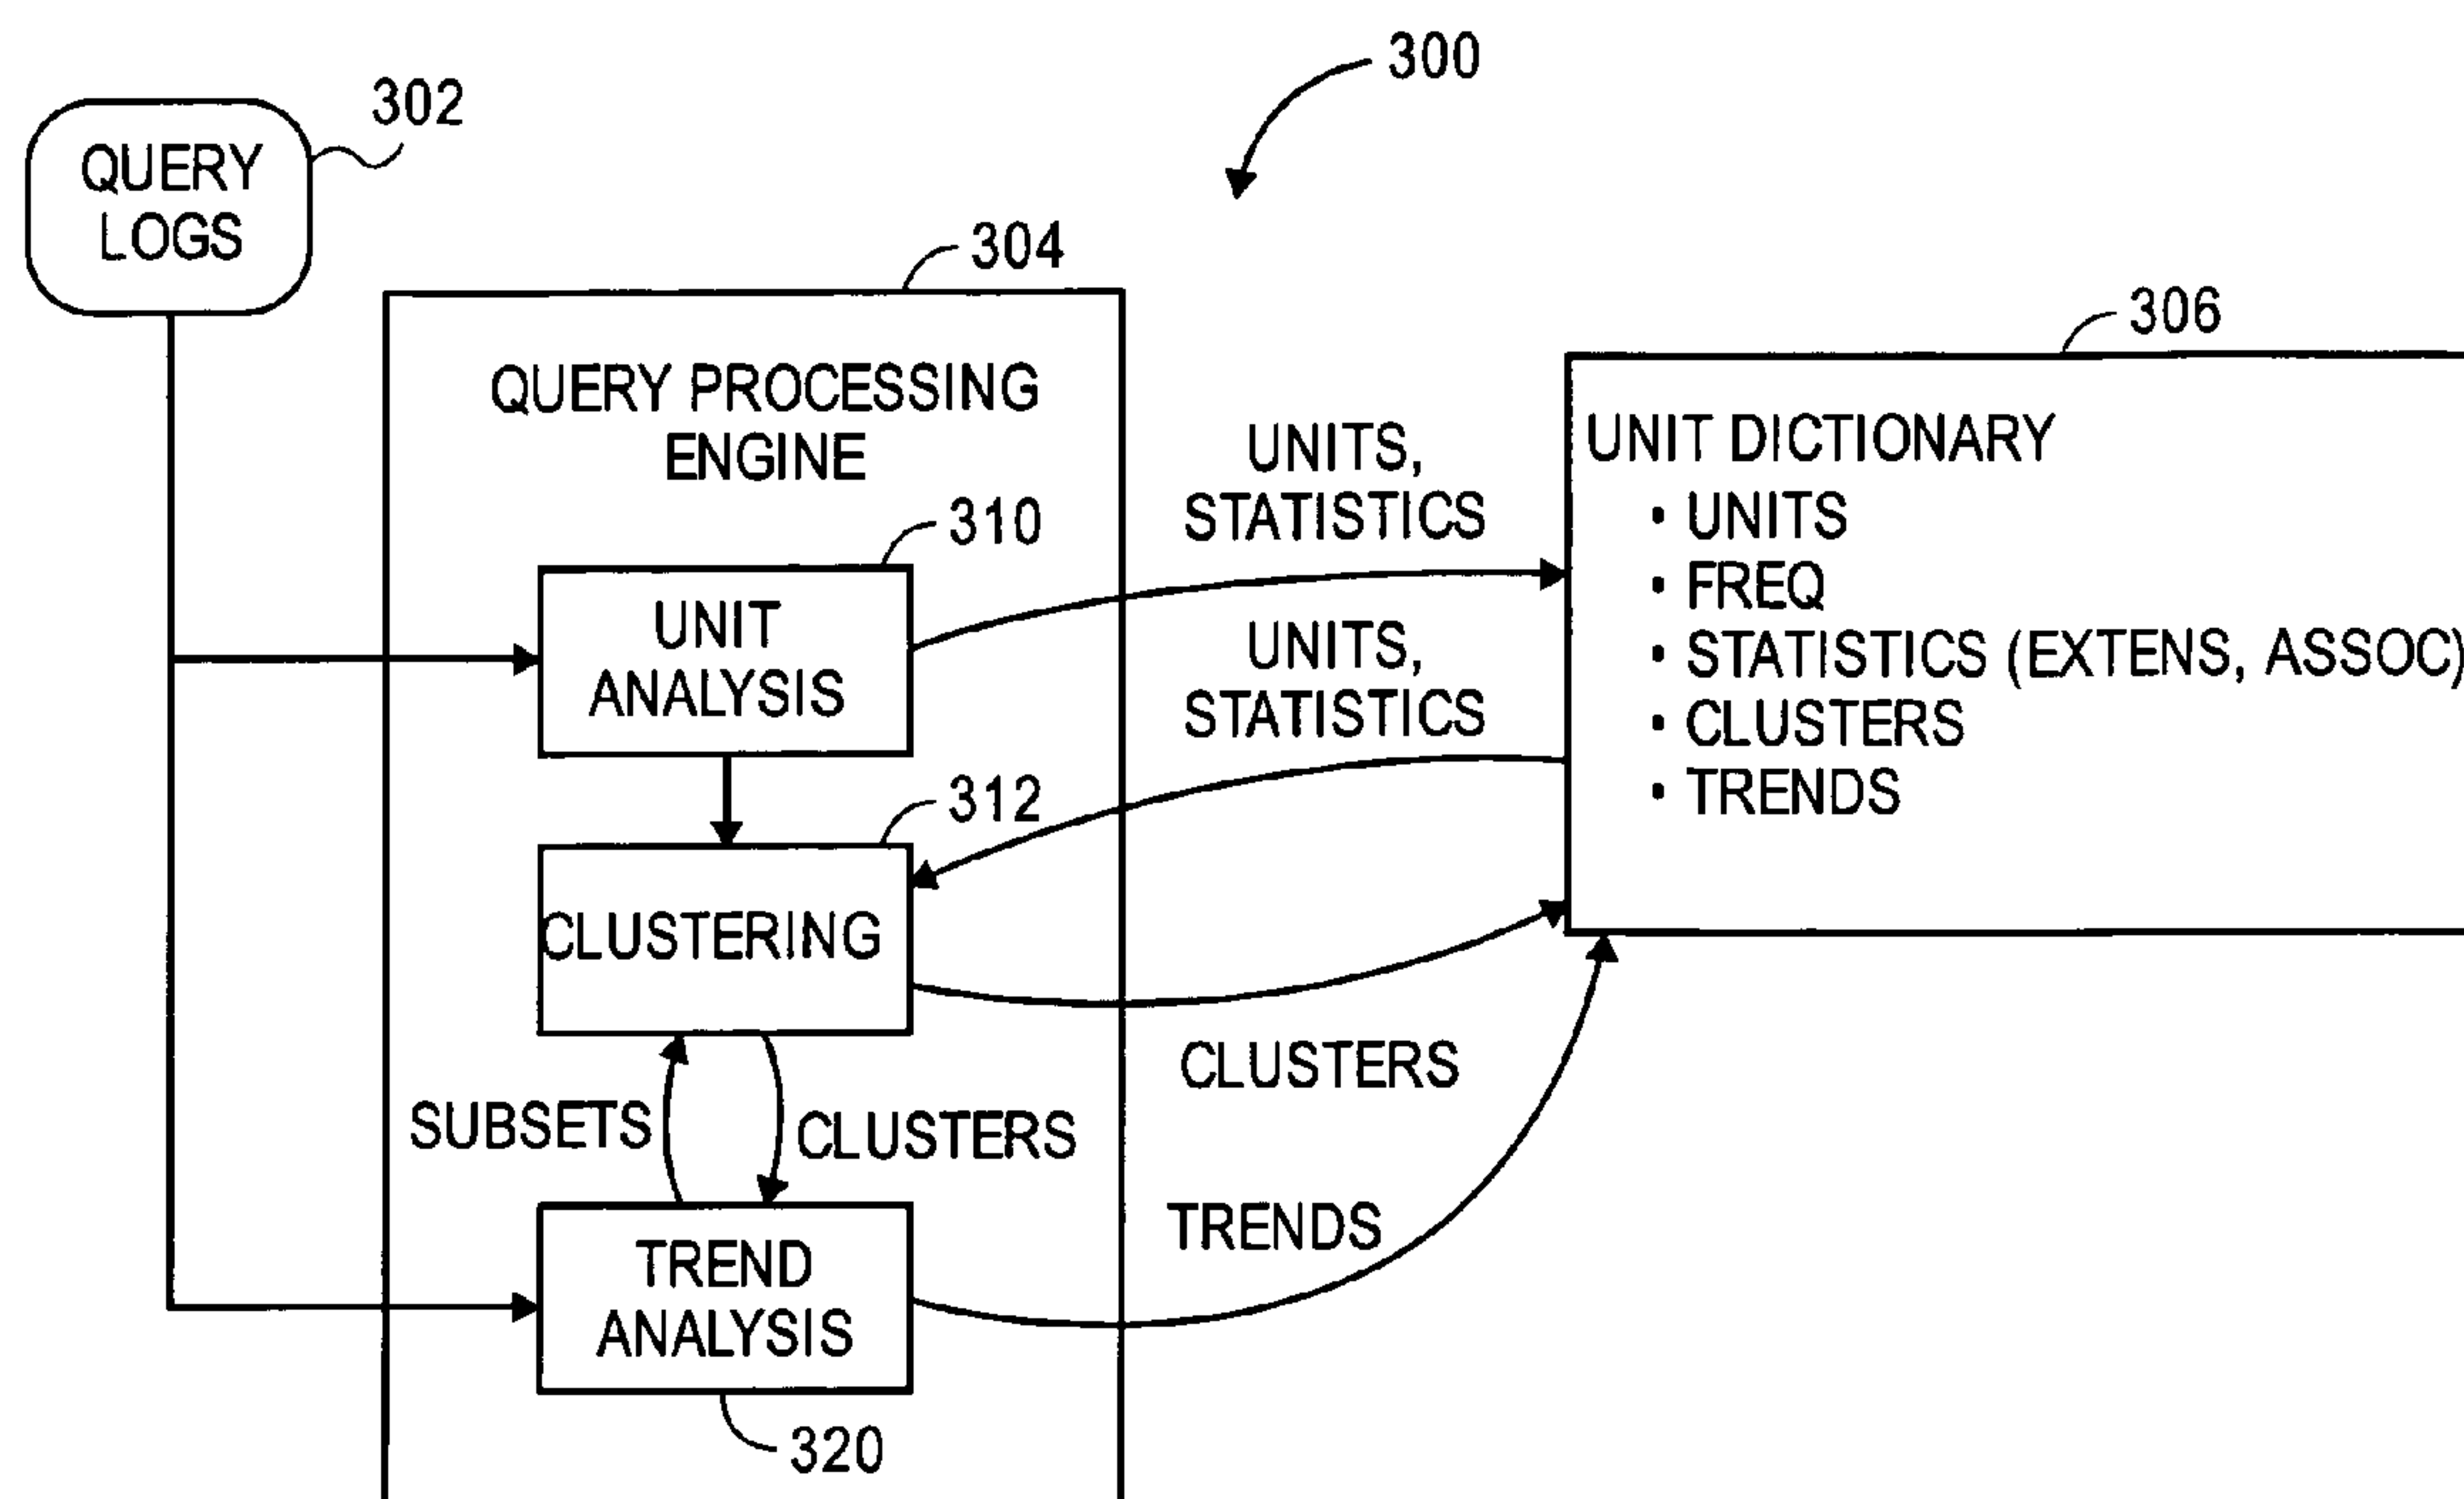 300
302
QUERY
LOGS
304
306
QUERY PROCESSING
ENGINE
310
UNIT
ANALYSIS
312
CLUSTERING
SUBSETS
CLUSTERS
TREND
ANALYSIS
320
UNITS,
STATISTICS
UNITS,
STATISTICS
CLUSTERS
TRENDS
UNIT DICTIONARY
• UNITS
• FREQ
• STATISTICS (EXTENS, ASSOC)
• CLUSTERS
• TRENDS